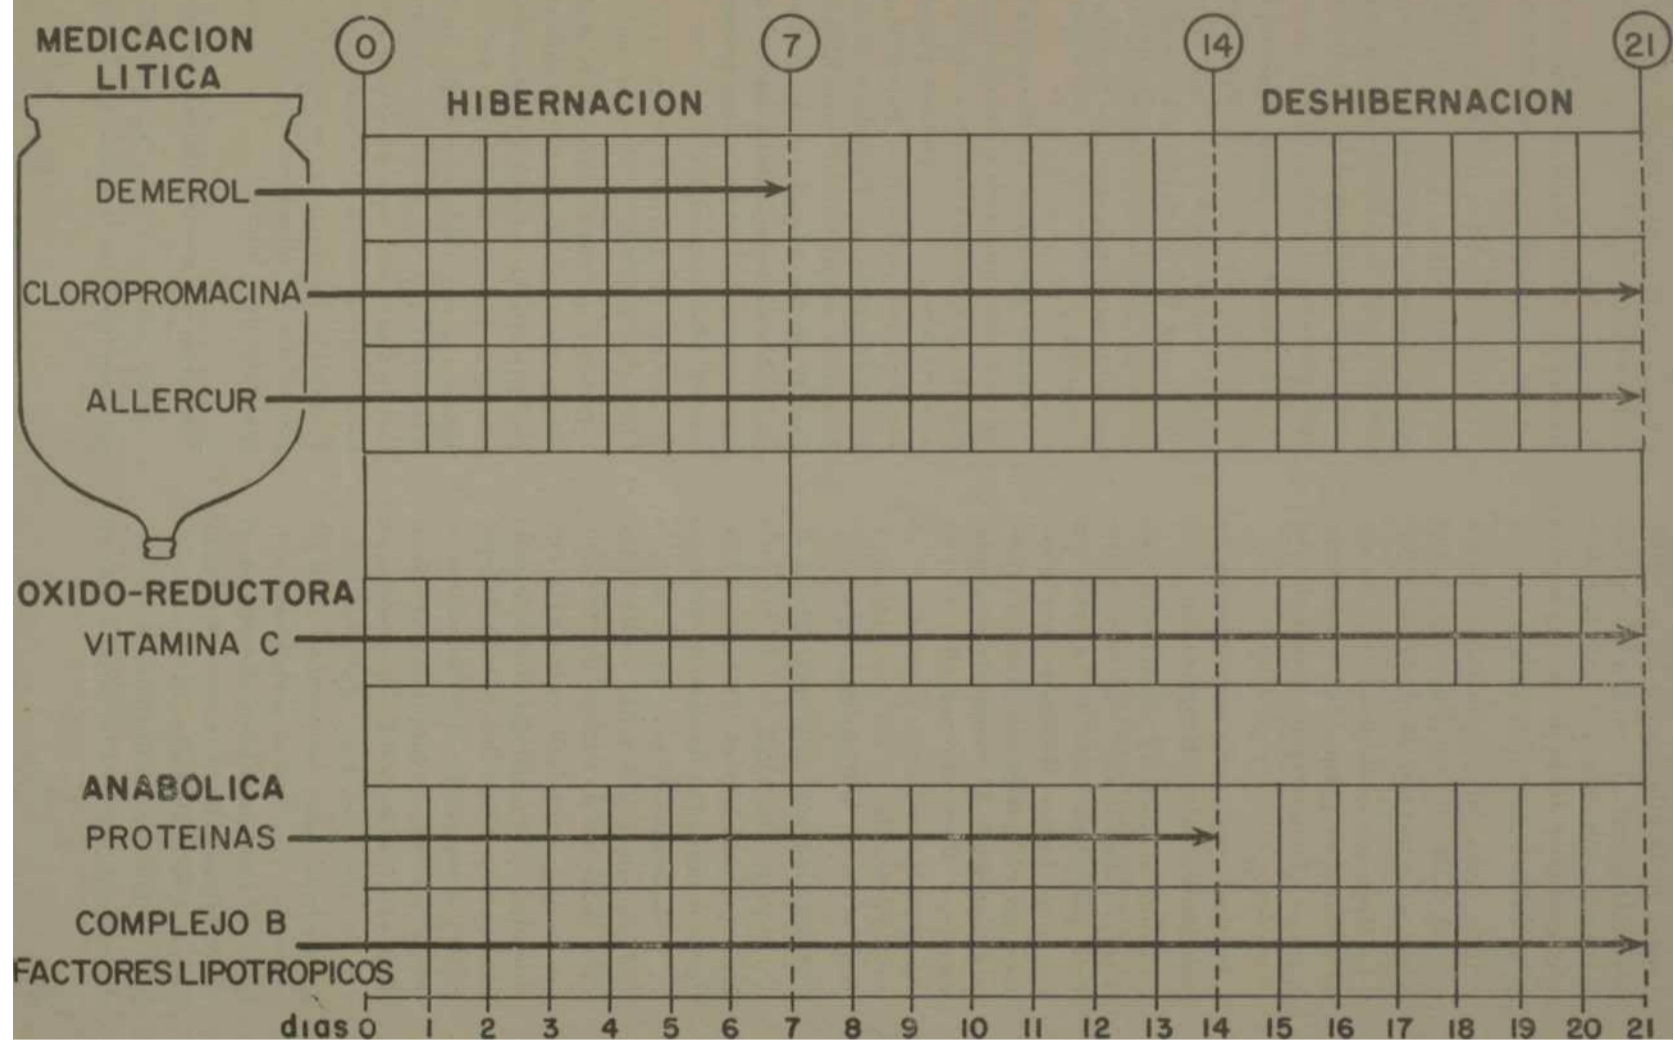 MEDICACION
LITICA
0 7 14 21
HIBERNACION DESHIBERNACION
DEMEROL
CLOROPROMACINA
ALLERCUR
OXIDO-REDUCTORA
VITAMINA C
ANABOLICA
PROTEINAS
COMPLEJO B
FACTORES LIPOTROPICOS
dias 0 1 2 3 4 5 6 7 8 9 10 11 12 13 14 15 16 17 18 19 20 21